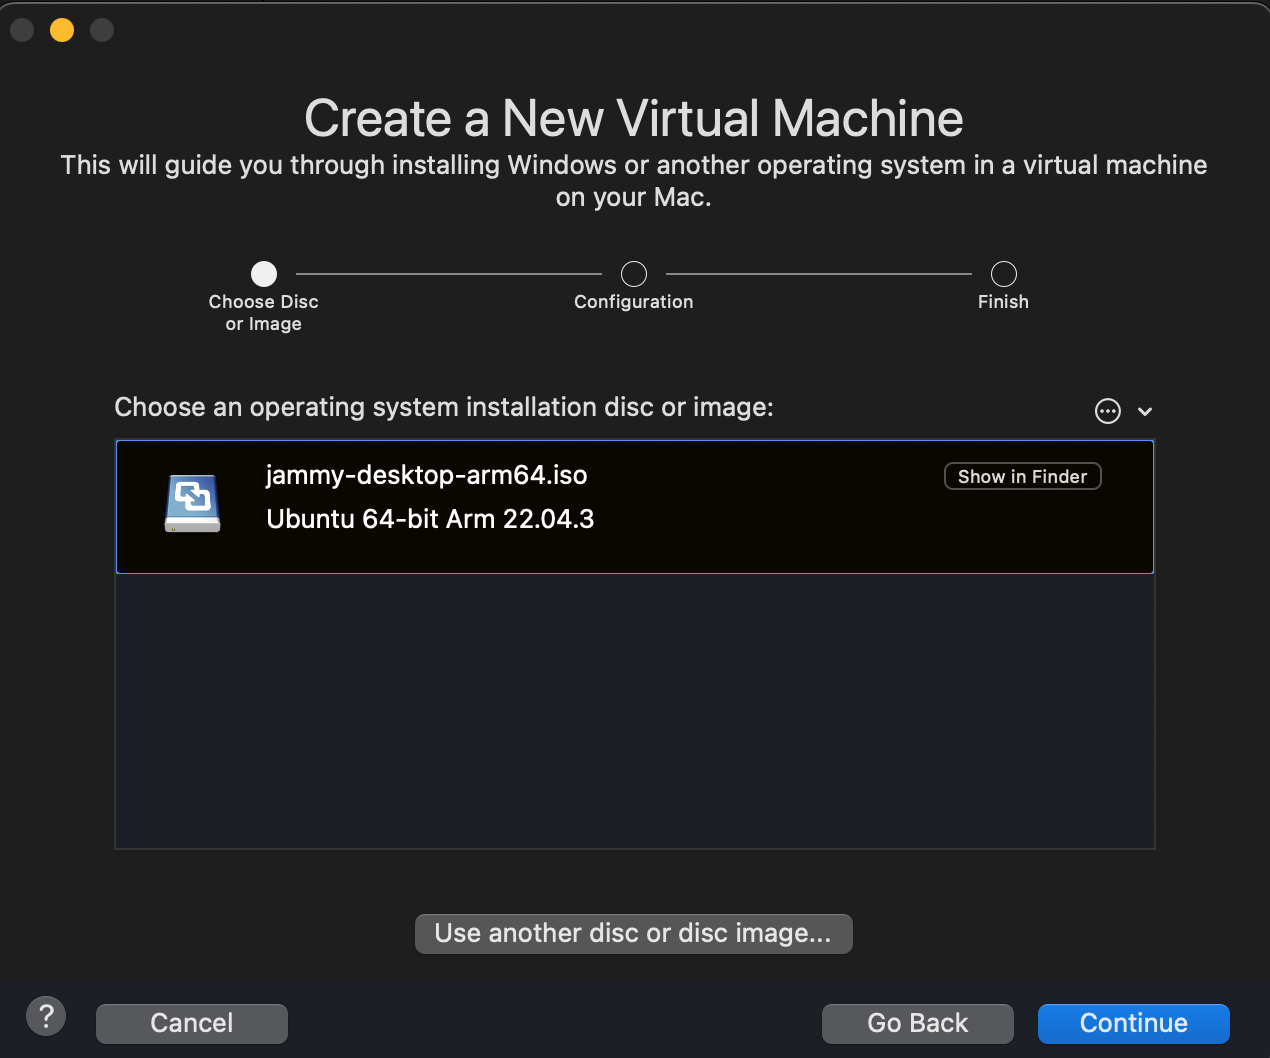 Create a New Virtual Machine
This will guide you through installing Windows or another operating system in a virtual machine
on your Mac.
Choose Disc
or Image
Configuration
Finish
Choose an operating system installation disc or image:
jammy-desktop-arm64.iso
Show in Finder
Ubuntu 64-bit Arm 22.04.3
Use another disc or disc image...
?
Cancel
Go Back
Continue